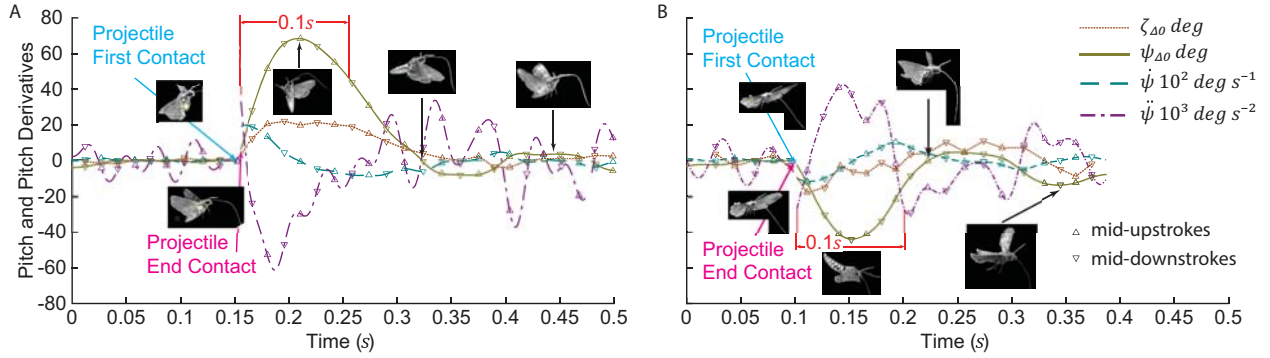 A
B
Pitch and Pitch Derivatives
80
60
40
20
0
-20
-40
-60
-80
Projectile
First Contact
0.1s
Projectile
End Contact
0 0.05 0.1 0.15 0.2 0.25 0.3 0.35 0.4 0.45 0.5
Time (s)
Projectile
First Contact
Projectile
End Contact
0.1s
0 0.05 0.1 0.15 0.2 0.25 0.3 0.35 0.4 0.45 0.5
Time (s)
ζΔ0 deg
ψΔ0 deg
ψ̇ 10² deg s⁻¹
ψ̈ 10³ deg s⁻²
mid-upstrokes
mid-downstrokes